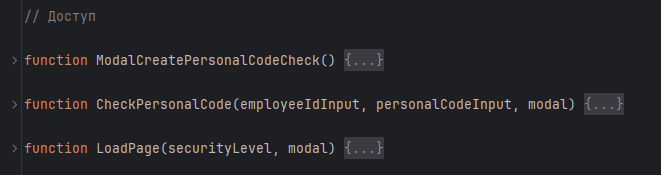 // Доступ
function ModalCreatePersonalCodeCheck() {...}
function CheckPersonalCode(employeeIdInput, personalCodeInput, modal) {...}
function LoadPage(securityLevel, modal) {...}